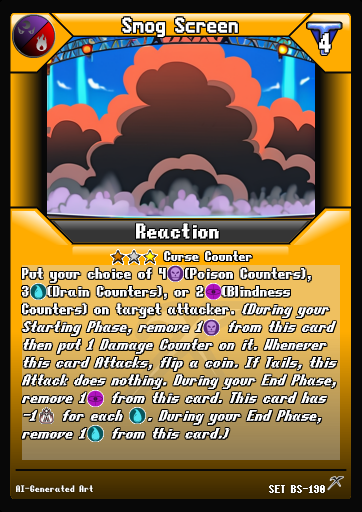 Smog Screen
4
Reaction
Curse Counter
Put your choice of 4(Poison Counters),
3(Drain Counters), or 2(Blindness
Counters) on target attacker. (During your
Starting Phase, remove 1 from this card
then put 1 Damage Counter on it. Whenever
this card Attacks, flip a coin. If Tails, this
Attack does nothing. During your End Phase,
remove 1 from this card. This card has
-1 for each . During your End Phase,
remove 1 from this card.)
AI-Generated Art
SET BS-190